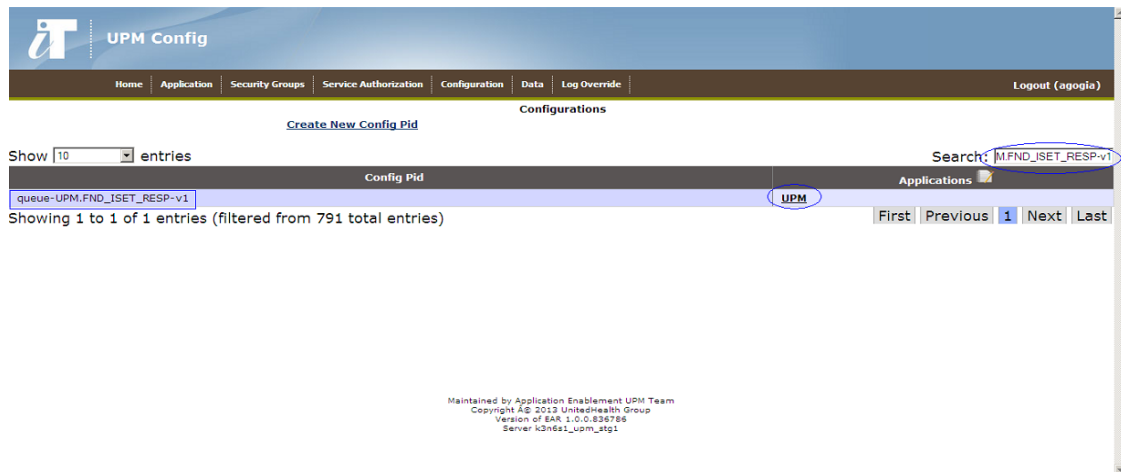 iT
UPM Config
Home Application Security Groups Service Authorization Configuration Data Log Override Logout (agogia)
Configurations
Create New Config Pid
Show 10 entries Search: M.FND_ISET_RESP-v1
Config Pid Applications
queue-UPM.FND_ISET_RESP-v1 UPM
Showing 1 to 1 of 1 entries (filtered from 791 total entries) First Previous 1 Next Last
Maintained by Application Enablement UPM Team
Copyright Â© 2013 UnitedHealth Group
Version of EAR 1.0.0.836786
Server k3n6s1_upm_stg1